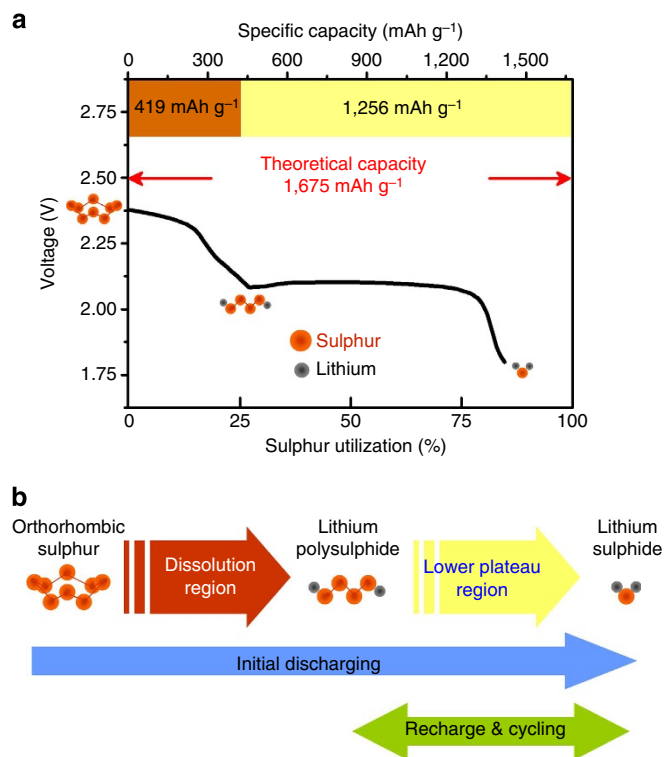 a
Specific capacity (mAh g⁻¹)
0 300 600 900 1,200 1,500
419 mAh g⁻¹ 1,256 mAh g⁻¹
Theoretical capacity
1,675 mAh g⁻¹
Voltage (V)
2.75
2.50
2.25
2.00
1.75
Sulphur
Lithium
0 25 50 75 100
Sulphur utilization (%)
b
Orthorhombic
sulphur
Dissolution
region
Lithium
polysulphide
Lower plateau
region
Lithium
sulphide
Initial discharging
Recharge & cycling